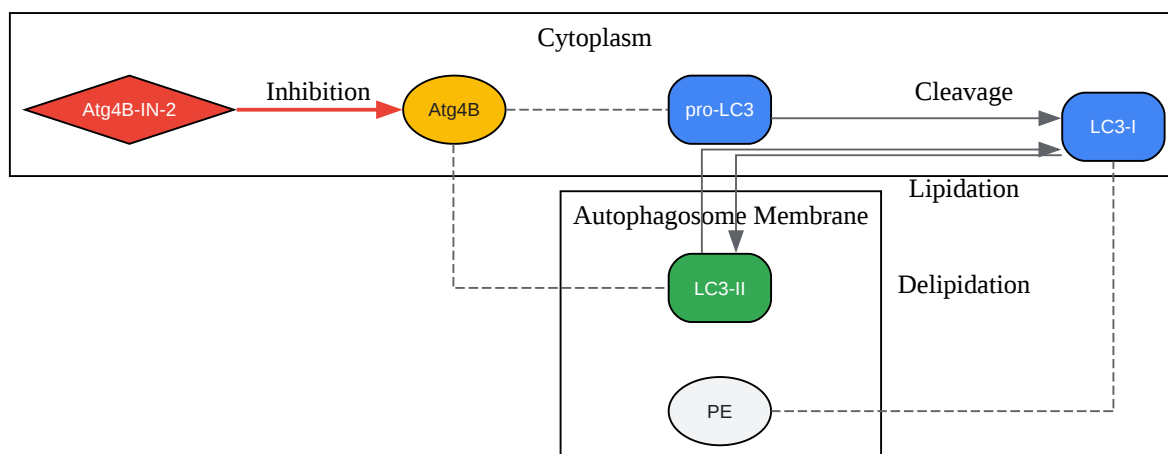 Cytoplasm
Atg4B-IN-2
Inhibition
Atg4B
pro-LC3
Cleavage
LC3-I
Lipidation
Autophagosome Membrane
LC3-II
Delipidation
PE